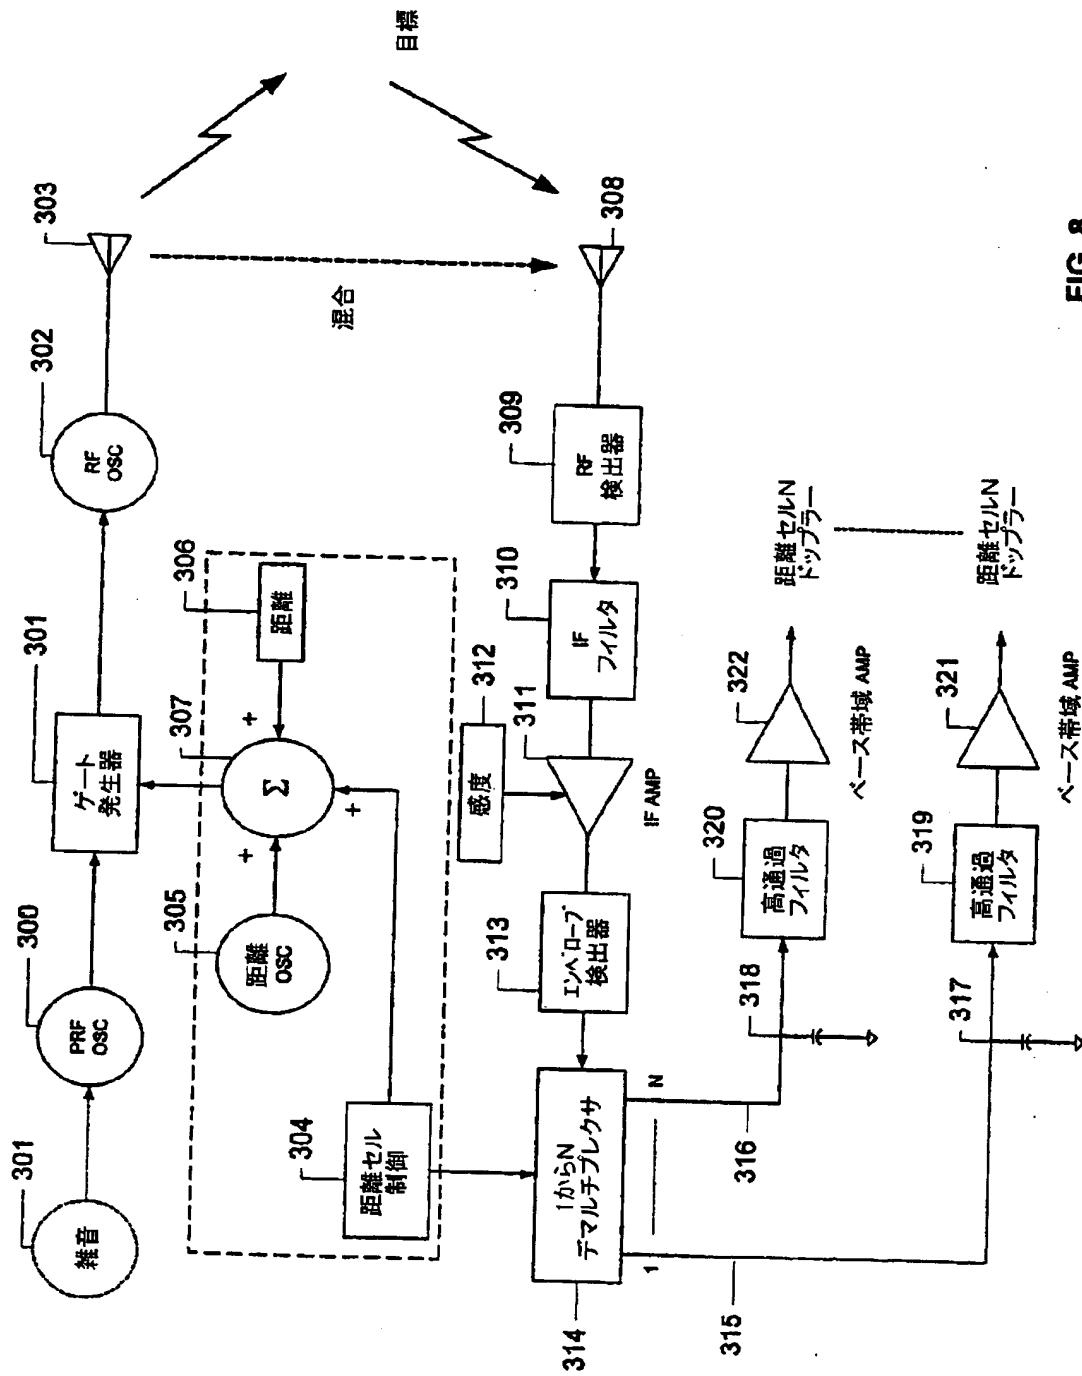 301
雑音
300
PRF
OSC
301
ゲート
発生器
302
RF
OSC
303
目標
混合
304
距離セル
制御
305
距離
OSC
307
Σ
+
+
+
306
距離
308
309
RF
検出器
310
IF
フィルタ
311
IF AMP
312
感度
313
エンベロープ
検出器
314
1からN
デマルチプレクサ
1
N
315
316
318
320
高通過
フィルタ
322
ベース帯域 AMP
距離セルN
ドップラー
317
319
高通過
フィルタ
321
ベース帯域 AMP
距離セルN
ドップラー
FIG. 8